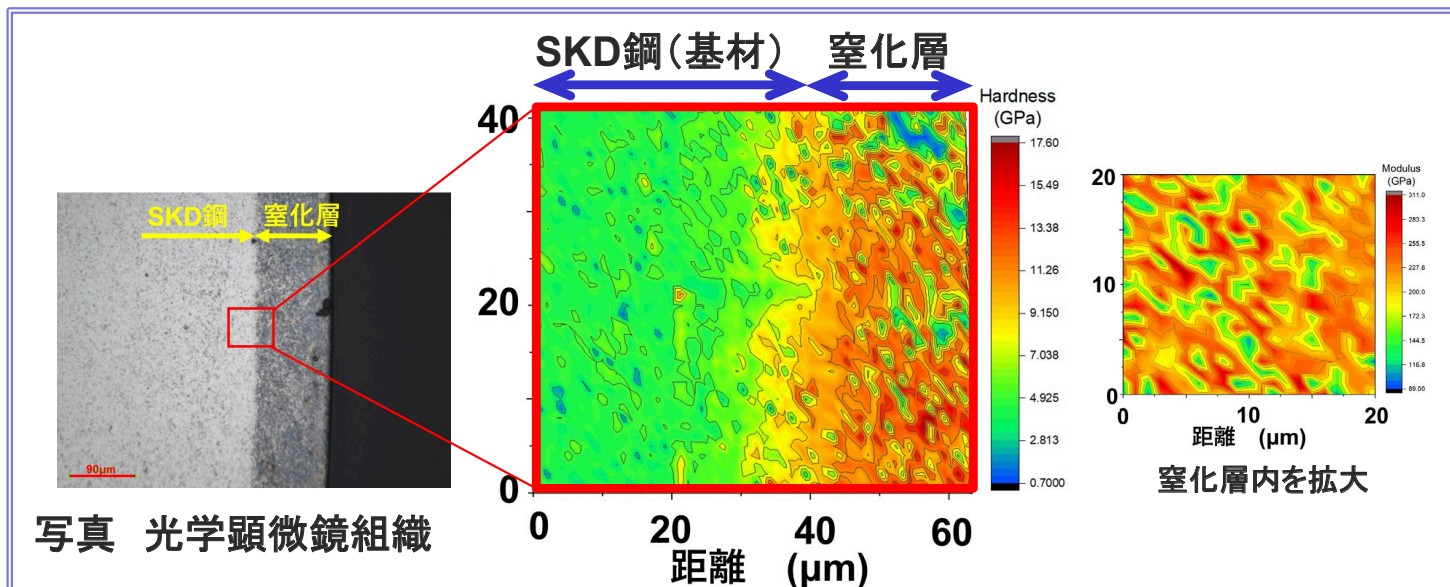 SKD鋼(基材) 窒化層
SKD鋼 窒化層
90μm
写真 光学顕微鏡組織
40
20
0
0 20 40 60
距離 (μm)
Hardness
(GPa)
17.60
15.49
13.38
11.26
9.150
7.038
4.925
2.813
0.7000
20
10
0
0 10 20
距離 (μm)
Modulus
(GPa)
311.0
283.3
255.5
227.8
200.0
172.3
144.5
116.8
89.00
窒化層内を拡大